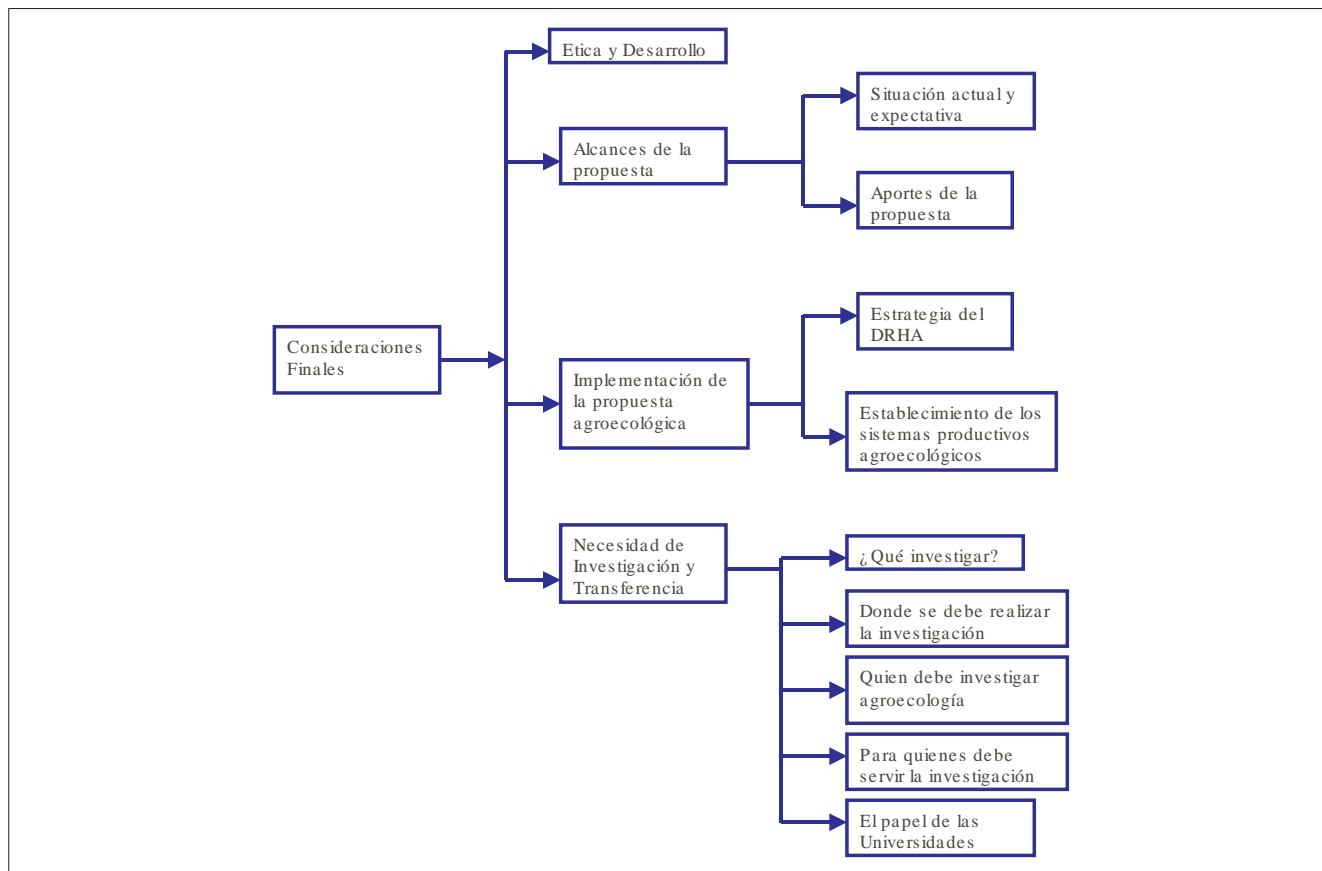 Consideraciones
Finales
Etica y Desarrollo
Alcances de la
propuesta
Situación actual y
expectativa
Aportes de la
propuesta
Implementación de
la propuesta
agroecológica
Estrategia del
DRHA
Establecimiento de los
sistemas productivos
agroecológicos
Necesidad de
Investigación y
Transferencia
¿Qué investigar?
Donde se debe realizar
la investigación
Quien debe investigar
agroecología
Para quienes debe
servir la investigación
El papel de las
Universidades